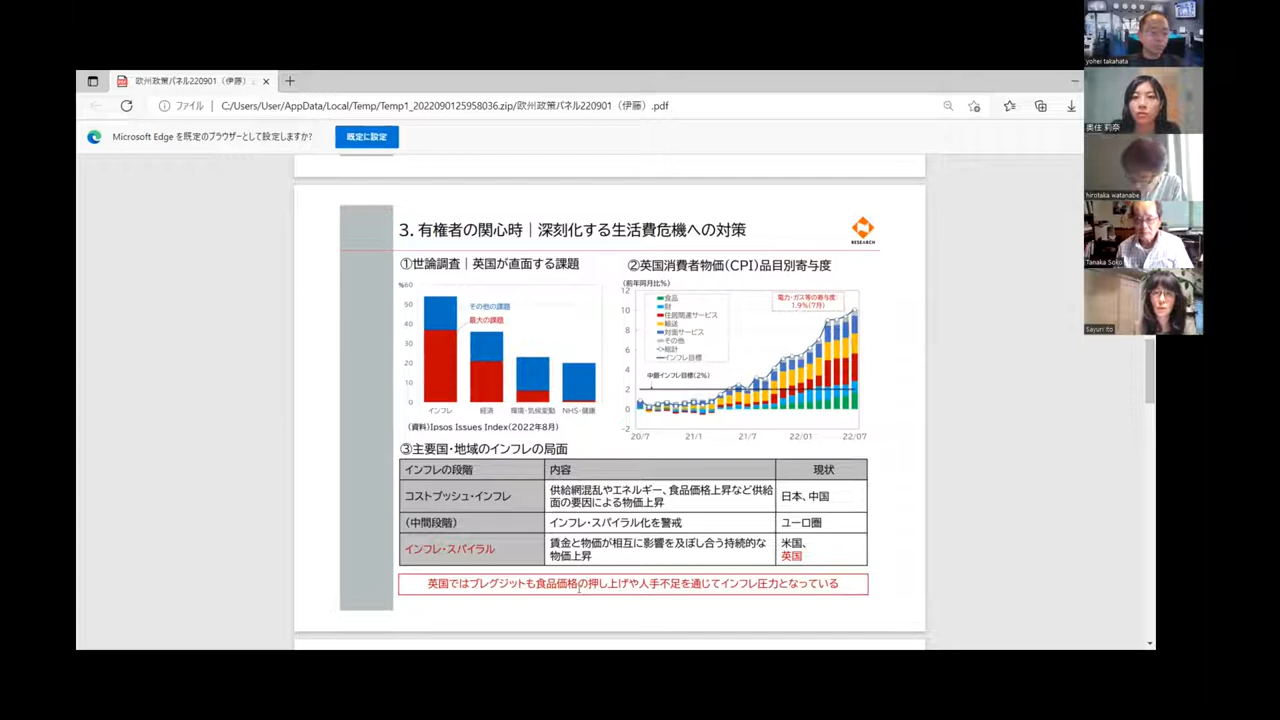 欧州政策パネル220901（伊藤）.
ファイル
C:/Users/User/AppData/Local/Temp/Temp1_2022090125958036.zip/欧州政策パネル220901（伊藤）.pdf
Microsoft Edge を既定のブラウザーとして設定しますか?
既定に設定
3. 有権者の関心時｜深刻化する生活費危機への対策
RESEARCH
①世論調査｜英国が直面する課題
%60
50
40
30
20
10
0
その他の課題
最大の課題
インフレ
経済
環境・気候変動
NHS・健康
(資料)Ipsos Issues Index(2022年8月)
②英国消費者物価(CPI)品目別寄与度
(前年同月比%)
12
10
8
6
4
2
0
-2
食品
財
住居関連サービス
輸送
対面サービス
その他
総計
インフレ目標
電力・ガス等の寄与度:
1.9%(7月)
中銀インフレ目標(2%)
20/7
21/1
21/7
22/01
22/07
③主要国・地域のインフレの局面
インフレの段階
内容
現状
コストプッシュ・インフレ
供給網混乱やエネルギー、食品価格上昇など供給
面の要因による物価上昇
日本、中国
(中間段階)
インフレ・スパイラル化を警戒
ユーロ圏
インフレ・スパイラル
賃金と物価が相互に影響を及ぼし合う持続的な
物価上昇
米国、
英国
英国ではブレグジットも食品価格の押し上げや人手不足を通じてインフレ圧力となっている
yohei takahata
奥住 莉奈
hirotaka watanabe
Tanaka Soko
Sayuri Ito